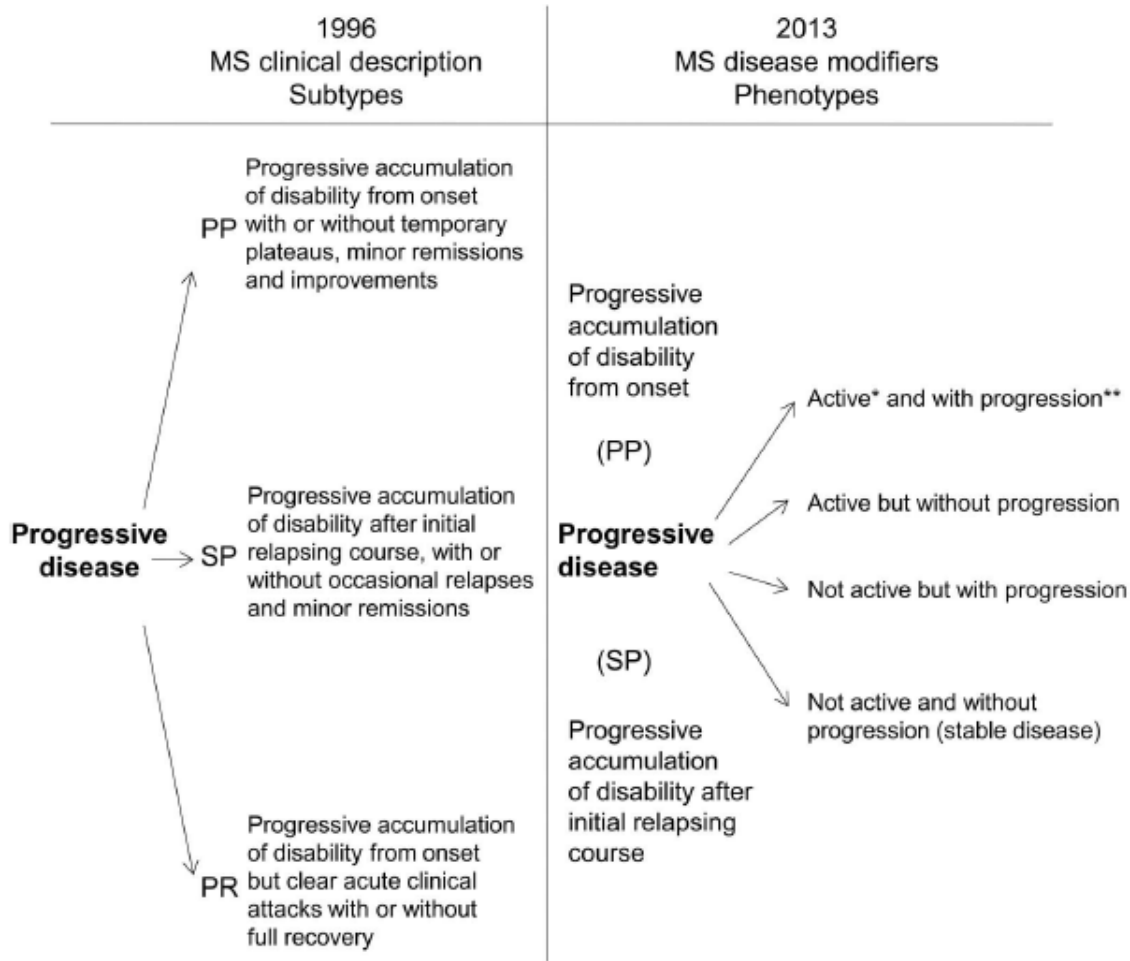 1996
MS clinical description
Subtypes
2013
MS disease modifiers
Phenotypes
Progressive
disease
PP
Progressive accumulation
of disability from onset
with or without temporary
plateaus, minor remissions
and improvements
SP
Progressive accumulation
of disability after initial
relapsing course, with or
without occasional relapses
and minor remissions
PR
Progressive accumulation
of disability from onset
but clear acute clinical
attacks with or without
full recovery
Progressive
accumulation
of disability
from onset
(PP)
Progressive
disease
(SP)
Progressive
accumulation
of disability after
initial relapsing
course
Active* and with progression**
Active but without progression
Not active but with progression
Not active and without
progression (stable disease)